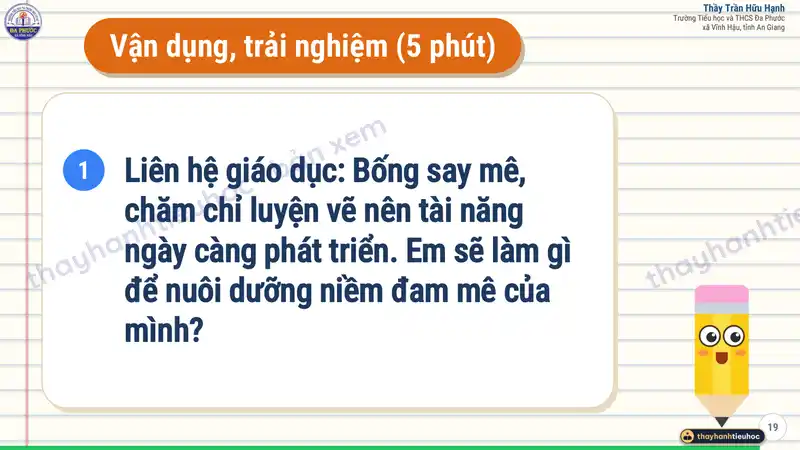 Thầy Trần Hữu Hạnh
Trường Tiểu học và THCS Đa Phước
xã Vĩnh Hậu, tỉnh An Giang
ĐA PHƯỚC
Vận dụng, trải nghiệm (5 phút)
1
Liên hệ giáo dục: Bống say mê,
chăm chỉ luyện vẽ nên tài năng
ngày càng phát triển. Em sẽ làm gì
để nuôi dưỡng niềm đam mê của
mình?
19
thayhanhtieuhoc